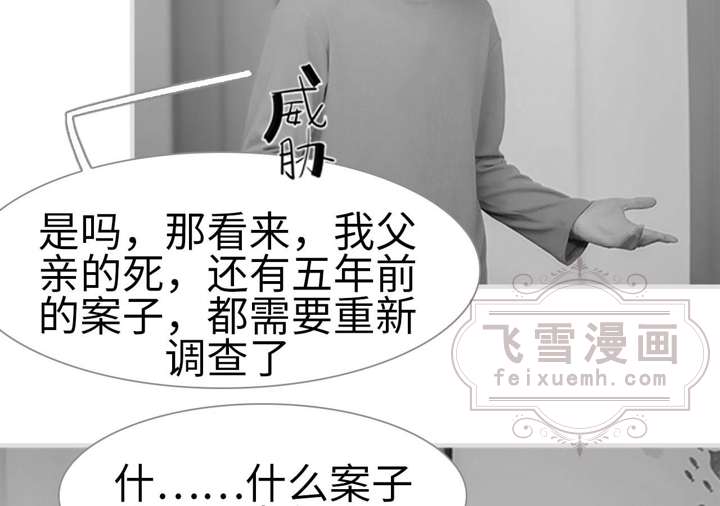 威胁
是吗，那看来，我父
亲的死，还有五年前
的案子，都需要重新
调查了
飞雪漫画
feixuemh.com
什……什么案子